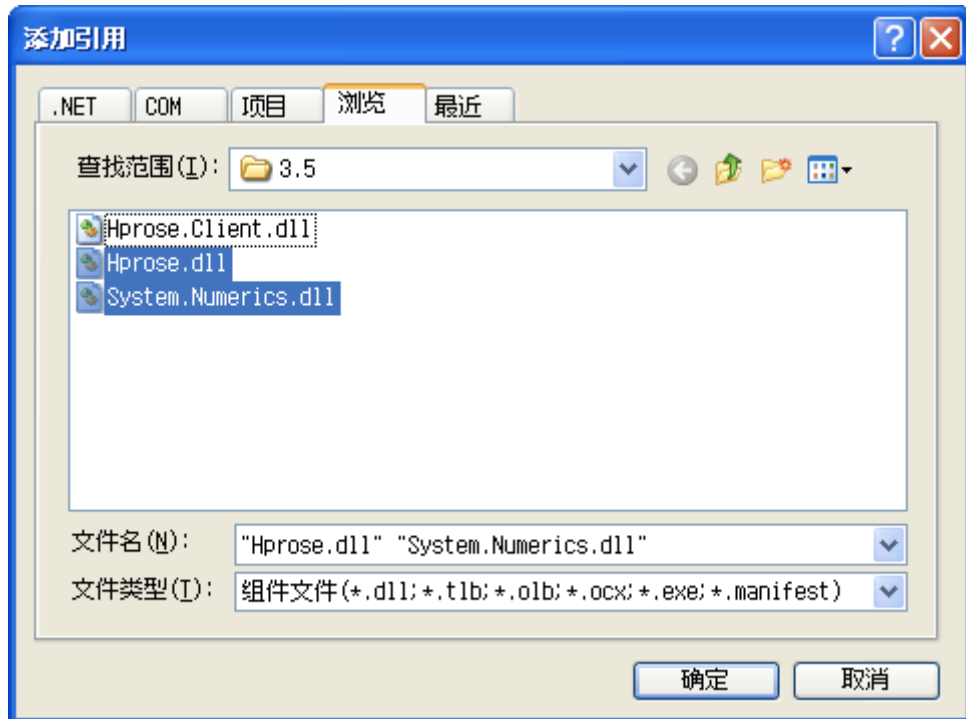 添加引用
.NET COM 项目 浏览 最近
查找范围(I): 3.5
Hprose.Client.dll
Hprose.dll
System.Numerics.dll
文件名(N): "Hprose.dll" "System.Numerics.dll"
文件类型(T): 组件文件(*.dll;*.tlb;*.olb;*.ocx;*.exe;*.manifest)
确定 取消